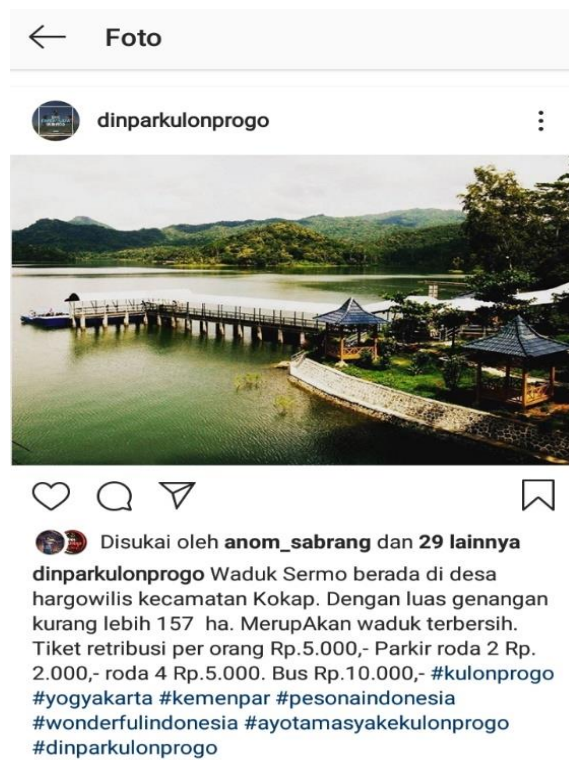 Foto
dinparkulonprogo
Disukai oleh anom_sabrang dan 29 lainnya
dinparkulonprogo Waduk Sermo berada di desa
hargowilis kecamatan Kokap. Dengan luas genangan
kurang lebih 157 ha. MerupAkan waduk terbersih.
Tiket retribusi per orang Rp.5.000,- Parkir roda 2 Rp.
2.000,- roda 4 Rp.5.000. Bus Rp.10.000,- #kulonprogo
#yogyakarta #kemenpar #pesonaindonesia
#wonderfulindonesia #ayotamasyakekulonprogo
#dinparkulonprogo